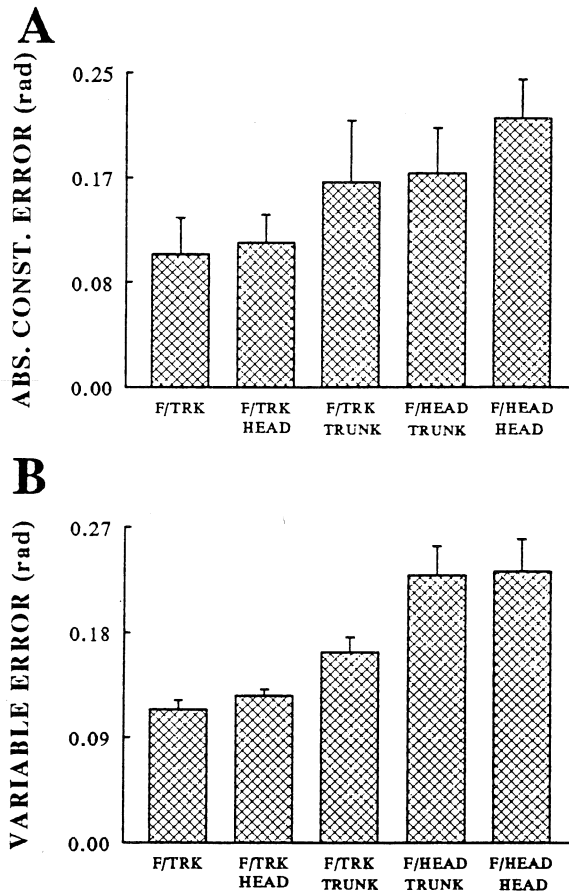 A
ABS. CONST. ERROR (rad)
0.25
0.17
0.08
0.00
F/TRK F/TRK F/TRK F/HEAD F/HEAD
HEAD TRUNK TRUNK HEAD
B
VARIABLE ERROR (rad)
0.27
0.18
0.09
0.00
F/TRK F/TRK F/TRK F/HEAD F/HEAD
HEAD TRUNK TRUNK HEAD